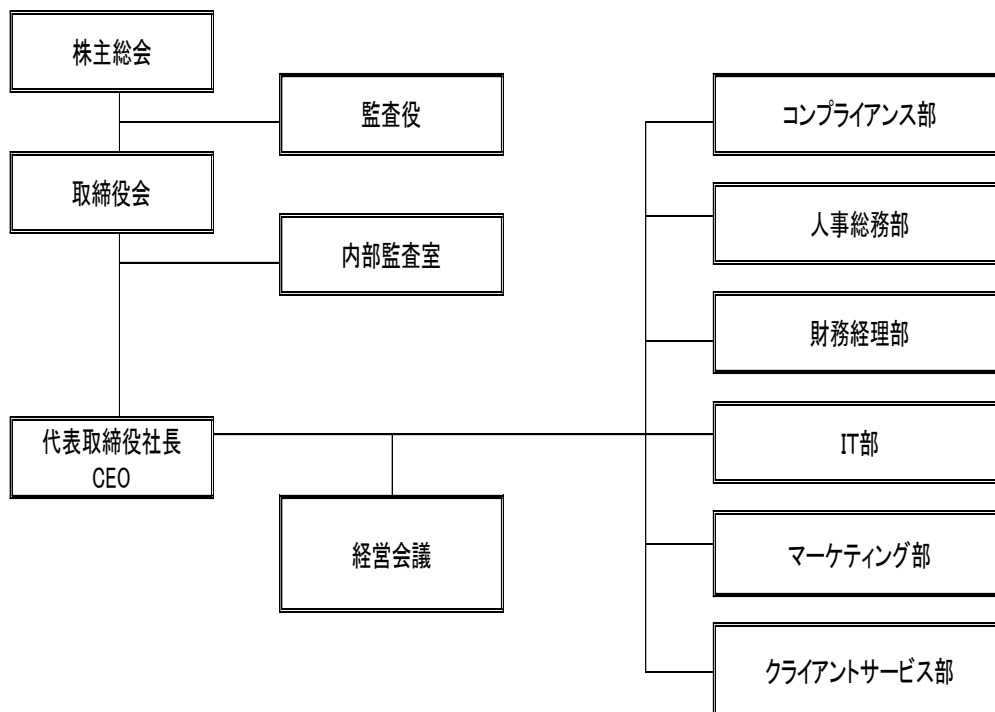 株主総会
監査役
取締役会
内部監査室
代表取締役社長
CEO
経営会議
コンプライアンス部
人事総務部
財務経理部
IT部
マーケティング部
クライアントサービス部